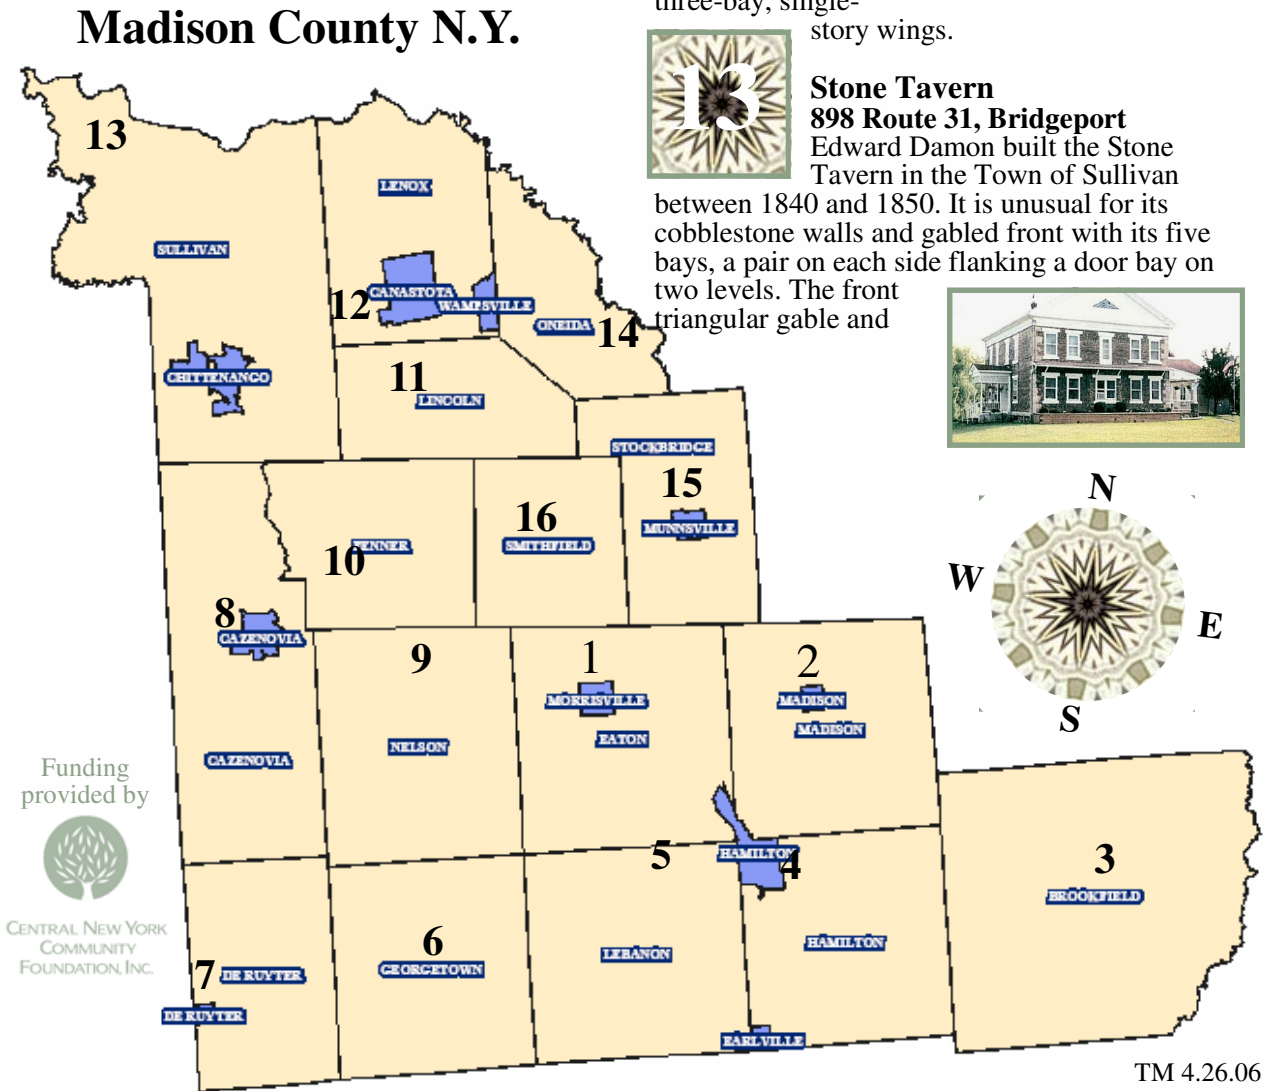 Madison County N.Y.
three-bay, single-
story wings.
13
Stone Tavern
898 Route 31, Bridgeport
Edward Damon built the Stone
Tavern in the Town of Sullivan
between 1840 and 1850. It is unusual for its
cobblestone walls and gabled front with its five
bays, a pair on each side flanking a door bay on
two levels. The front
triangular gable and
13
LENOX
SULLIVAN
12
CANASTOTA
WAMPSVILLE
ONEIDA
14
CHITTENANGO
11
LINCOLN
STOCKBRIDGE
15
MUNNSVILLE
16
SMITHFIELD
10
FENNER
8
CAZENOVIA
9
1
2
MORRISVILLE
MADISON
MADISON
EATON
NELSON
CAZENOVIA
N
W
E
S
Funding
provided by
CENTRAL NEW YORK
COMMUNITY
FOUNDATION, INC.
5
HAMILTON
4
3
BROOKFIELD
6
GEORGETOWN
LEBANON
HAMILTON
7
DE RUYTER
DE RUYTER
EARLVILLE
TM 4.26.06